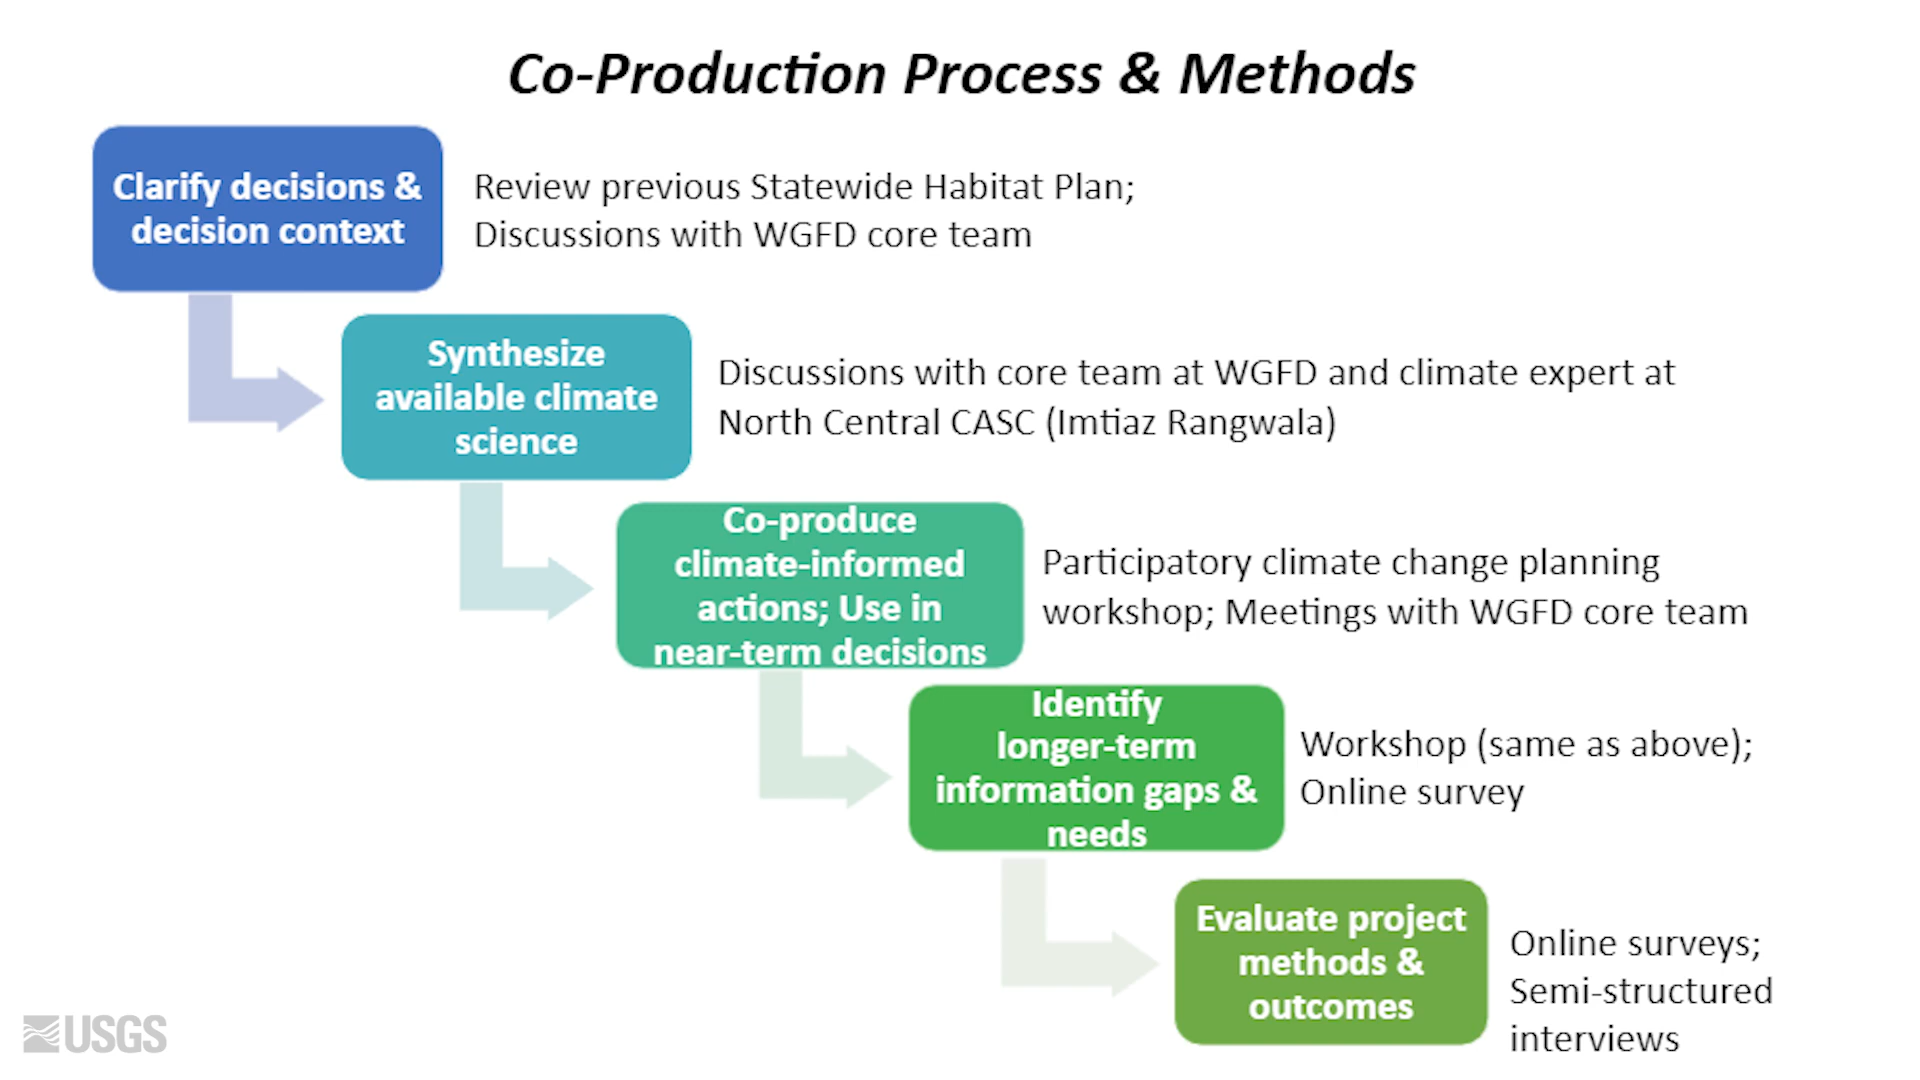 Co-Production Process & Methods
Clarify decisions &
decision context
Review previous Statewide Habitat Plan;
Discussions with WGFD core team
Synthesize
available climate
science
Discussions with core team at WGFD and climate expert at
North Central CASC (Imtiaz Rangwala)
Co-produce
climate-informed
actions; Use in
near-term decisions
Participatory climate change planning
workshop; Meetings with WGFD core team
Identify
longer-term
information gaps &
needs
Workshop (same as above);
Online survey
Evaluate project
methods &
outcomes
Online surveys;
Semi-structured
interviews
USGS